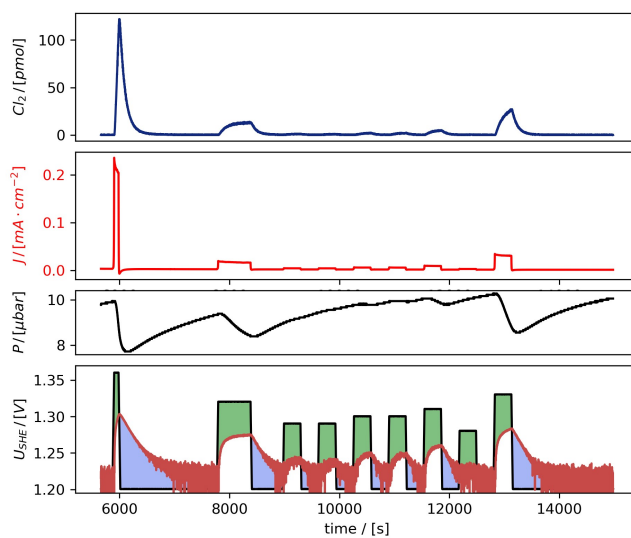 Cl₂ / [pmol]
100
50
0
J / [mA · cm⁻²]
0.2
0.1
0.0
P / [μbar]
10
8
U_SHE / [V]
1.35
1.30
1.25
1.20
6000 8000 10000 12000 14000
time / [s]